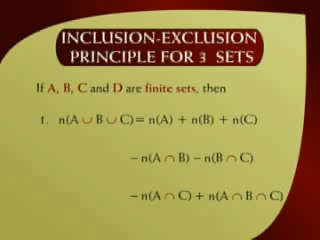 INCLUSION-EXCLUSION
PRINCIPLE FOR 3 SETS
If A, B, C and D are finite sets, then
1. n(A ∪ B ∪ C)= n(A) + n(B) + n(C)
– n(A ∩ B) – n(B ∩ C)
– n(A ∩ C) + n(A ∩ B ∩ C)